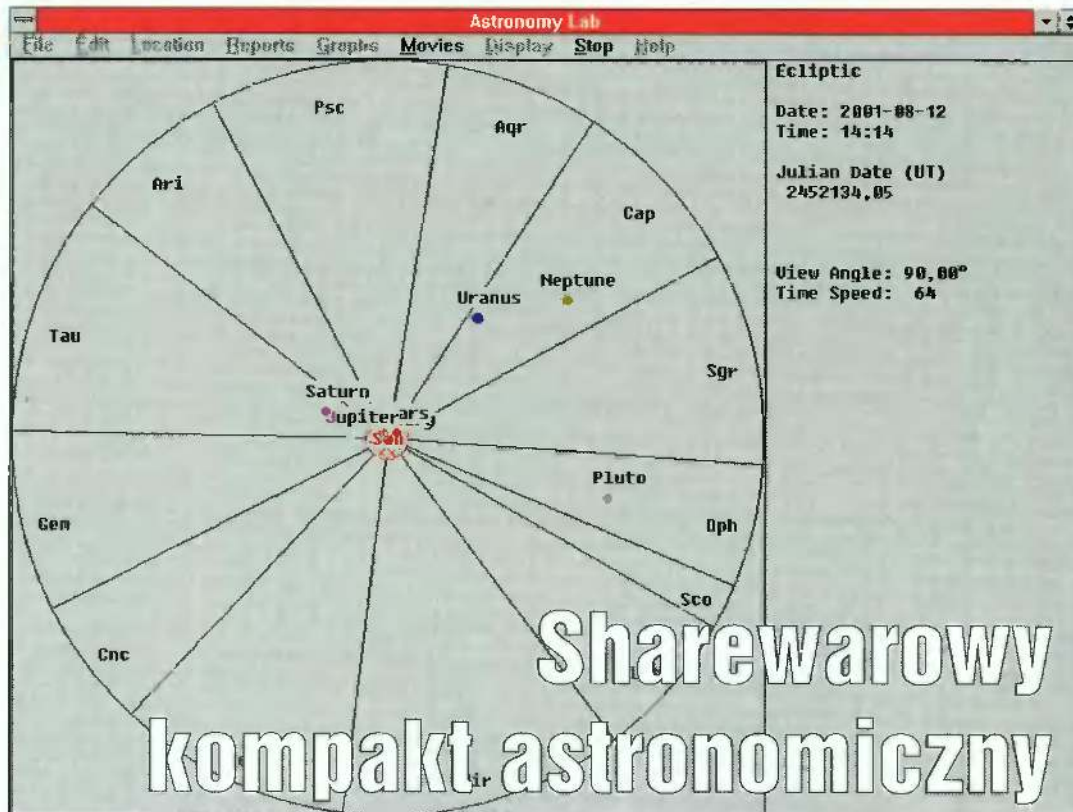 Astronomy Lab
File Edit Location Reports Graphs Movies Display Stop Help
Ecliptic
Date: 2001-08-12
Time: 14:14
Julian Date (UT)
2452134,05
View Angle: 90,00°
Time Speed: 64
Psc
Aqr
Ari
Cap
Neptune
Uranus
Tau
Sgr
Saturn
Jupiter
Sun
Pluto
Gem
Oph
Sco
Cnc
Sharewarowy
kompakt astronomiczny